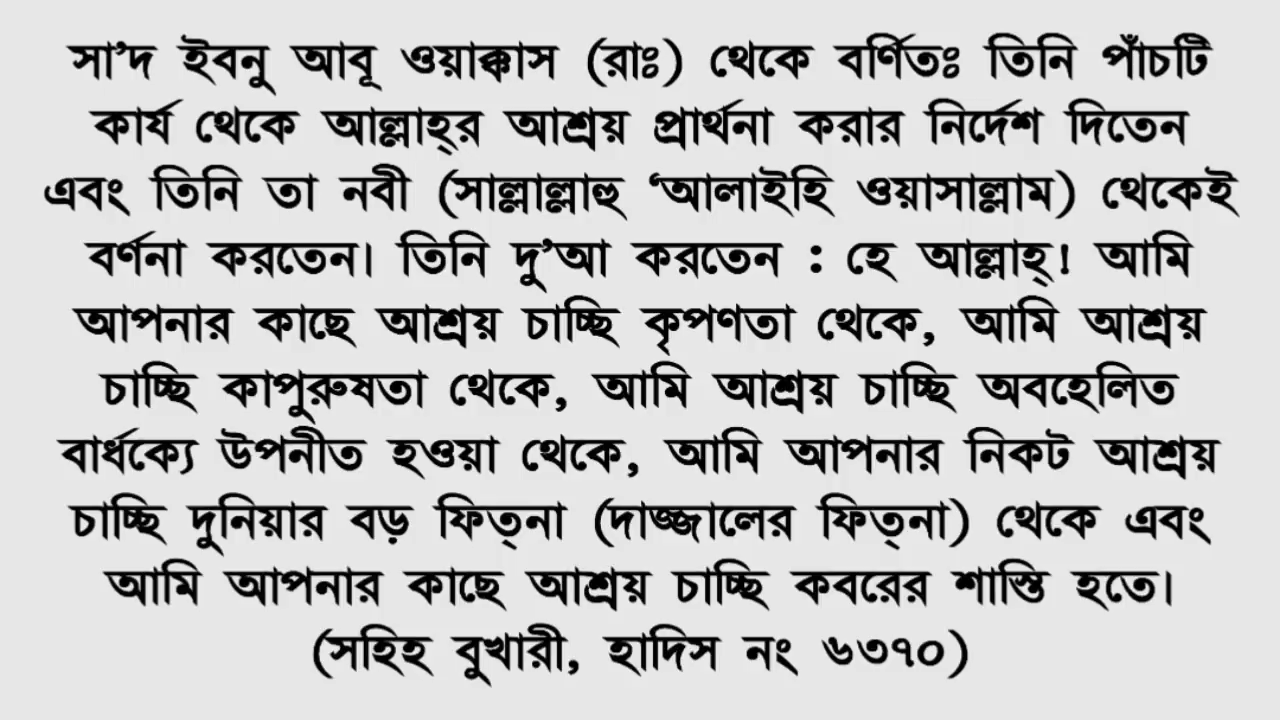 সা’দ ইবনু আবূ ওয়াক্কাস (রাঃ) থেকে বর্ণিতঃ তিনি পাঁচটি
কার্য থেকে আল্লাহ্‌র আশ্রয় প্রার্থনা করার নির্দেশ দিতেন
এবং তিনি তা নবী (সাল্লাল্লাহু ‘আলাইহি ওয়াসাল্লাম) থেকেই
বর্ণনা করতেন। তিনি দু’আ করতেন : হে আল্লাহ্‌! আমি
আপনার কাছে আশ্রয় চাচ্ছি কৃপণতা থেকে, আমি আশ্রয়
চাচ্ছি কাপুরুষতা থেকে, আমি আশ্রয় চাচ্ছি অবহেলিত
বার্ধক্যে উপনীত হওয়া থেকে, আমি আপনার নিকট আশ্রয়
চাচ্ছি দুনিয়ার বড় ফিত্‌না (দাজ্জালের ফিত্‌না) থেকে এবং
আমি আপনার কাছে আশ্রয় চাচ্ছি কবরের শাস্তি হতে।
(সহিহ বুখারী, হাদিস নং ৬৩৭০)